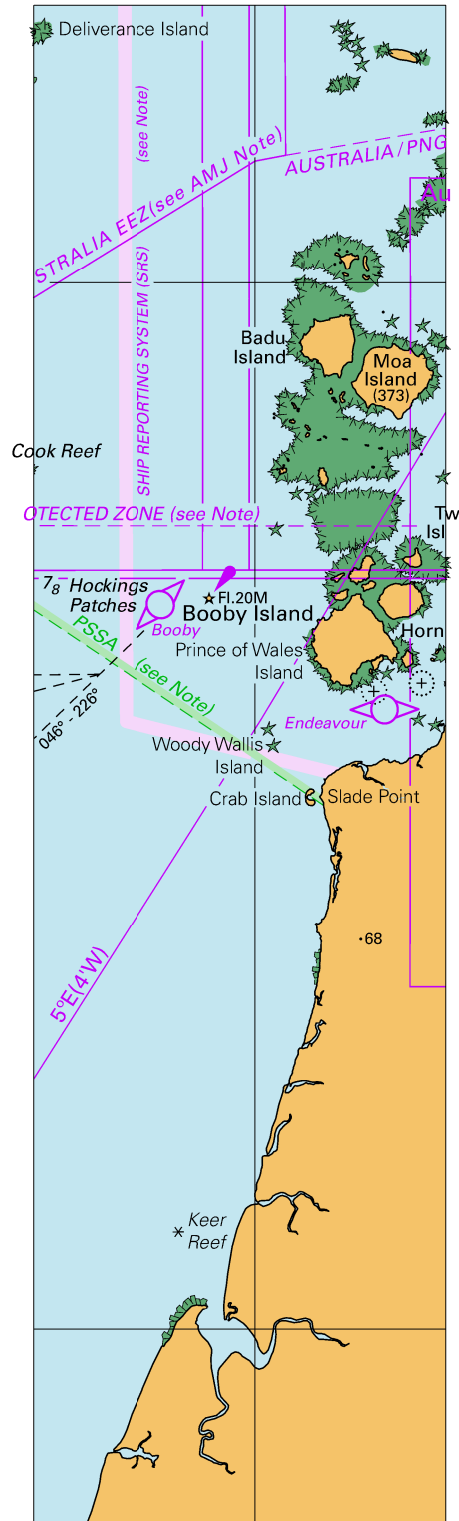 Deliverance Island
(see Note)
STRALIA EEZ (see AMJ Note)
AUSTRALIA / PNG
Au
SHIP REPORTING SYSTEM (SRS)
Badu
Island
Moa
Island
(373)
Cook Reef
OTECTED ZONE (see Note)
Tw
Isl
7₈ Hockings
Patches
Fl.20M
Booby Island
Booby
Horn
PSSA (see Note)
Prince of Wales
Island
046° - 226°
Endeavour
Woody Wallis
Island
Crab Island
Slade Point
68
5°E(4'W)
Keer
Reef